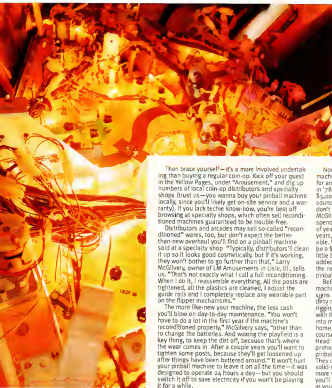 Then brace yourself—it's a more involved undertak-
ing than buying a regular coin-op. Kick off your quest
in the Yellow Pages, under "Amusement," and dig up
numbers of local coin-op distributors and specialty
shops (trust us—you wanna buy your pinball machine
locally, since you'll likely get on-site service and a war-
ranty). If you lack techie know-how, you're best off
browsing at specialty shops, which often sell recondi-
tioned machines guaranteed to be trouble-free.
Distributors and arcades may sell so-called "recon-
ditioned" wares, too, but don't expect the better-
than-new overhaul you'll find on a pinball machine
sold at a specialty shop. "Typically, distributors'll clean
it up so it looks good cosmetically, but if it's working,
they won't bother to go further than that," Larry
McGilvery, owner of LM Amusements in Lisle, Ill., tells
us. "That's not exactly what I call a full reconditioning.
When I do it, I reassemble everything. All the posts are
tightened, all the plastics are cleaned, I adjust the
guide rails and I completely replace any wearable part
on the flipper mechanisms."
The more like-new your machine, the less cash
you'll blow on day-to-day maintenance. "You won't
have to do a lot in the first year if the machine's
reconditioned properly," McGilvery says, "other than
to change the batteries. And waxing the playfield is a
key thing, to keep the dirt off, because that's where
the wear comes in. After a couple years you'll want to
tighten some posts, because they'll get loosened up
after things have been battered around." It won't hurt
your pinball machine to leave it on all the time—it was
designed to operate 24 hours a day—but you should
switch it off to save electricity if you won't be playing
it for a while.